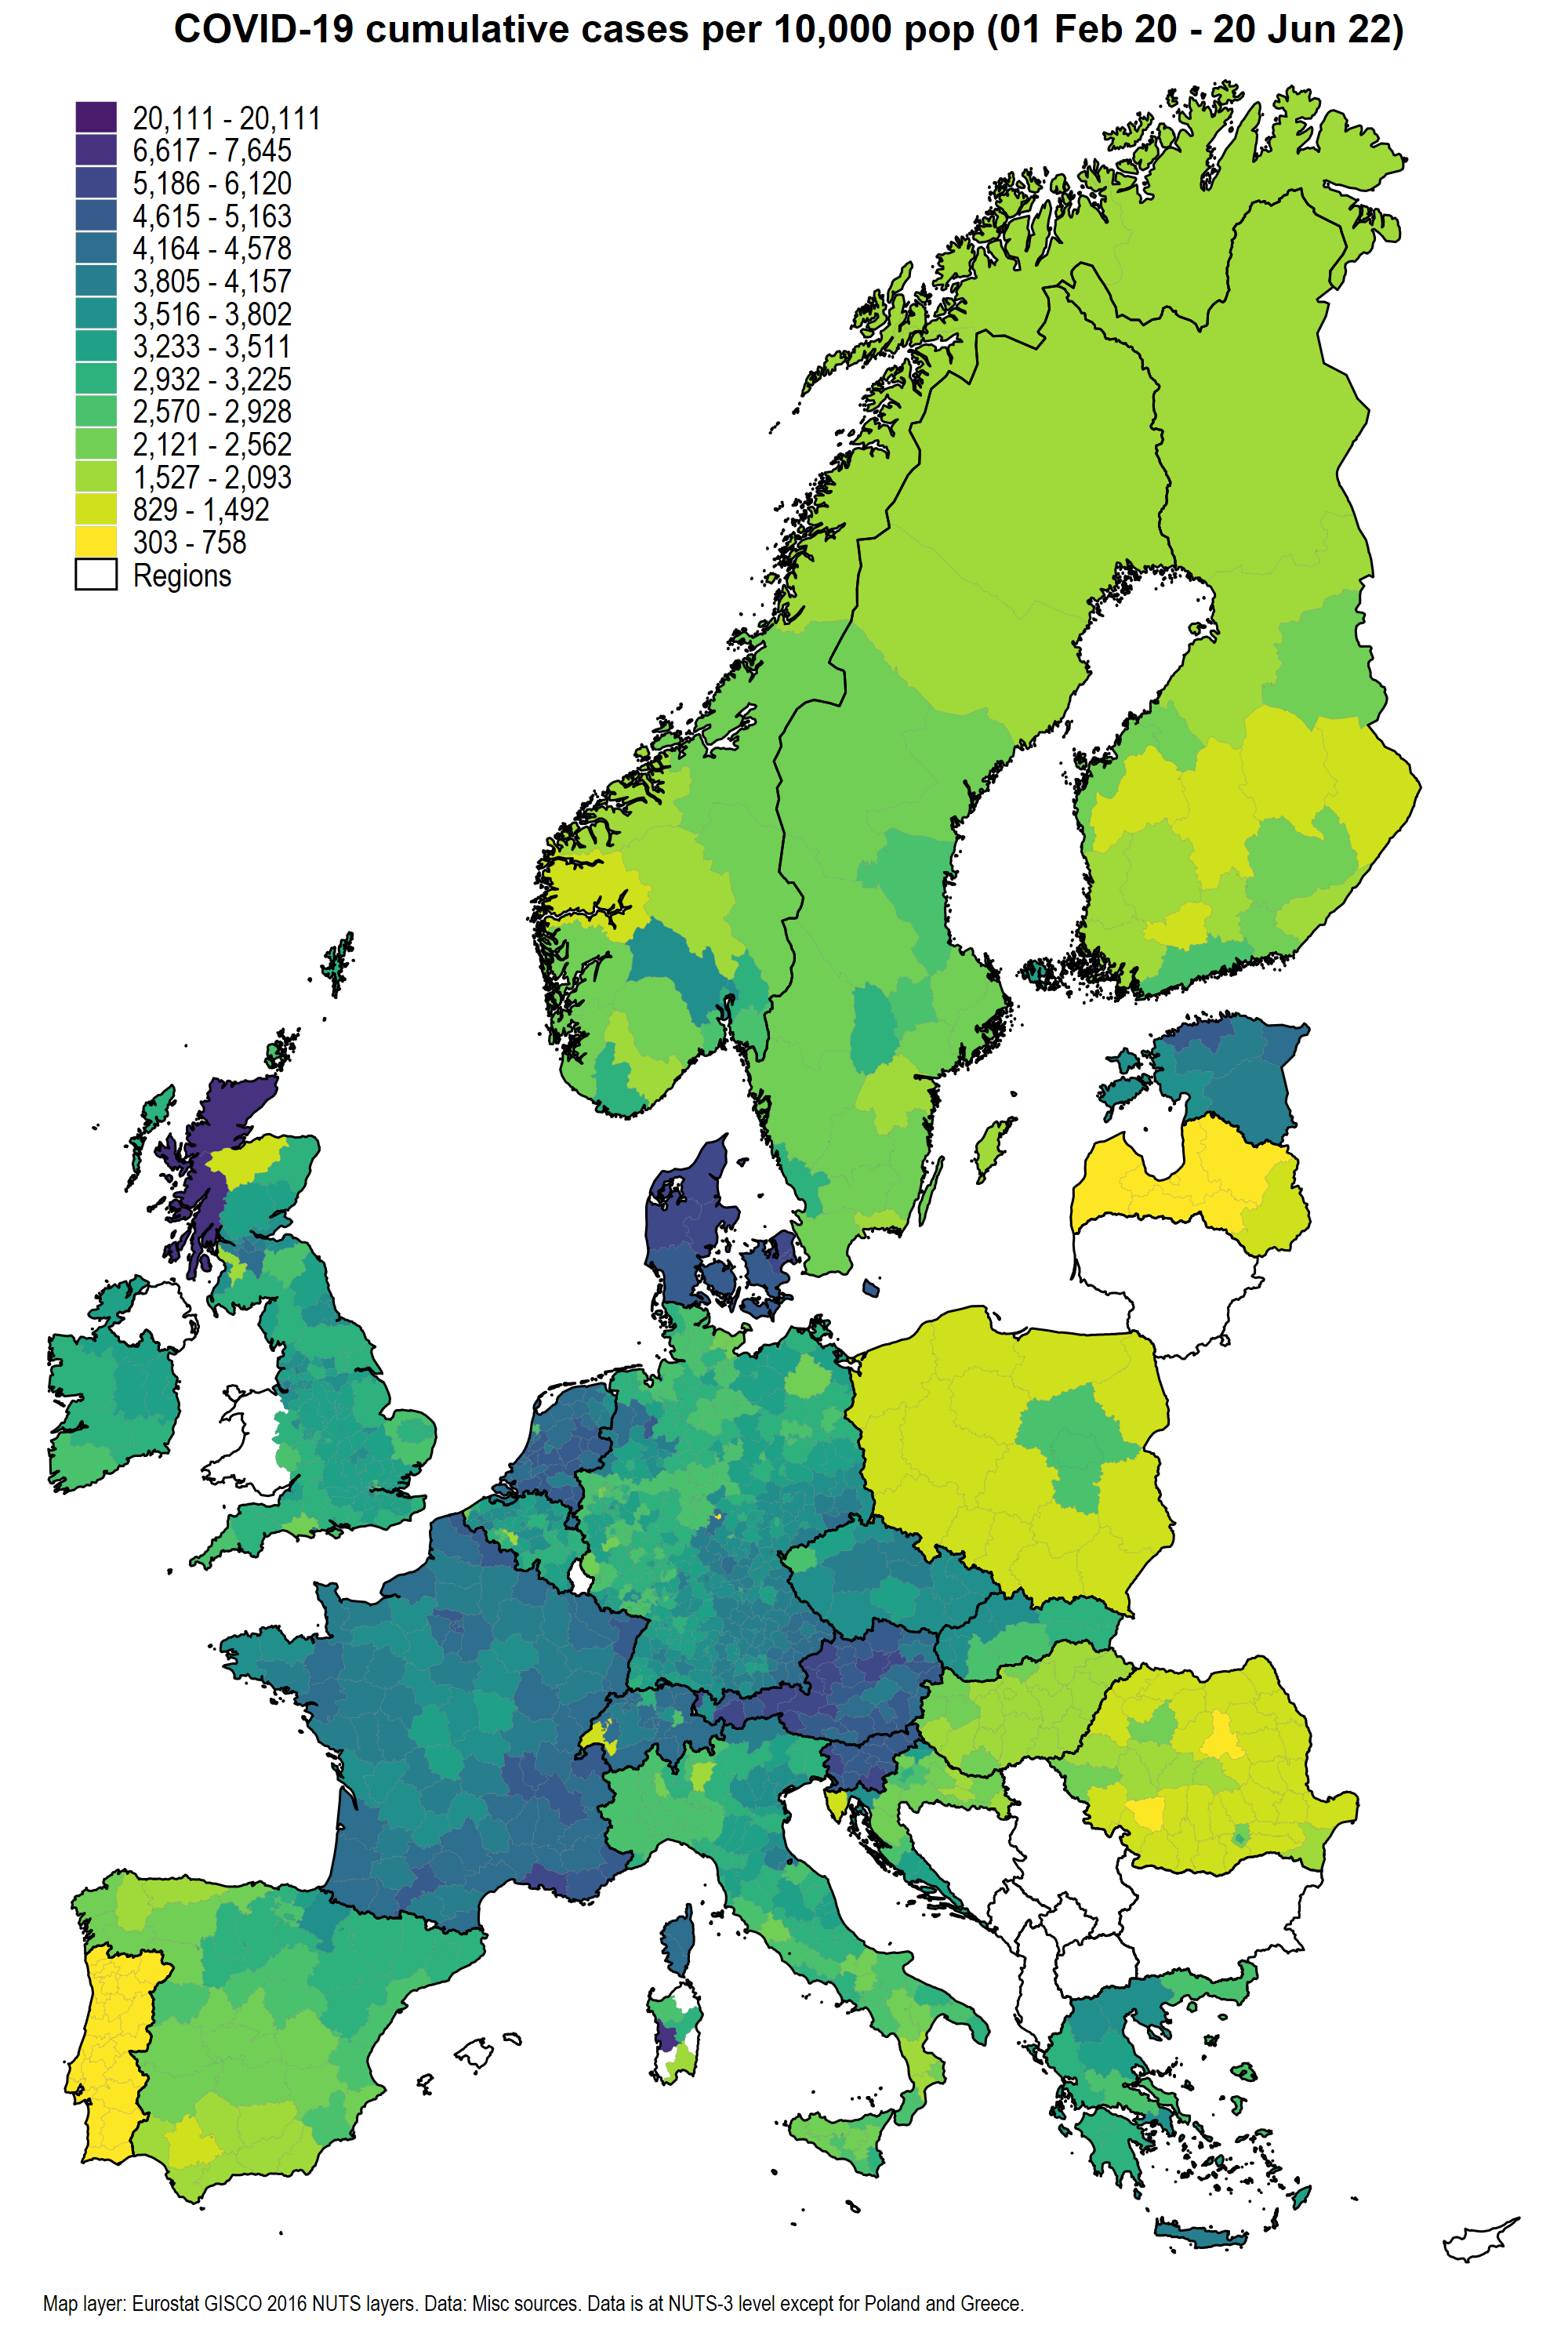 COVID-19 cumulative cases per 10,000 pop (01 Feb 20 - 20 Jun 22)
20,111 - 20,111
6,617 - 7,645
5,186 - 6,120
4,615 - 5,163
4,164 - 4,578
3,805 - 4,157
3,516 - 3,802
3,233 - 3,511
2,932 - 3,225
2,570 - 2,928
2,121 - 2,562
1,527 - 2,093
829 - 1,492
303 - 758
Regions
Map layer: Eurostat GISCO 2016 NUTS layers. Data: Misc sources. Data is at NUTS-3 level except for Poland and Greece.